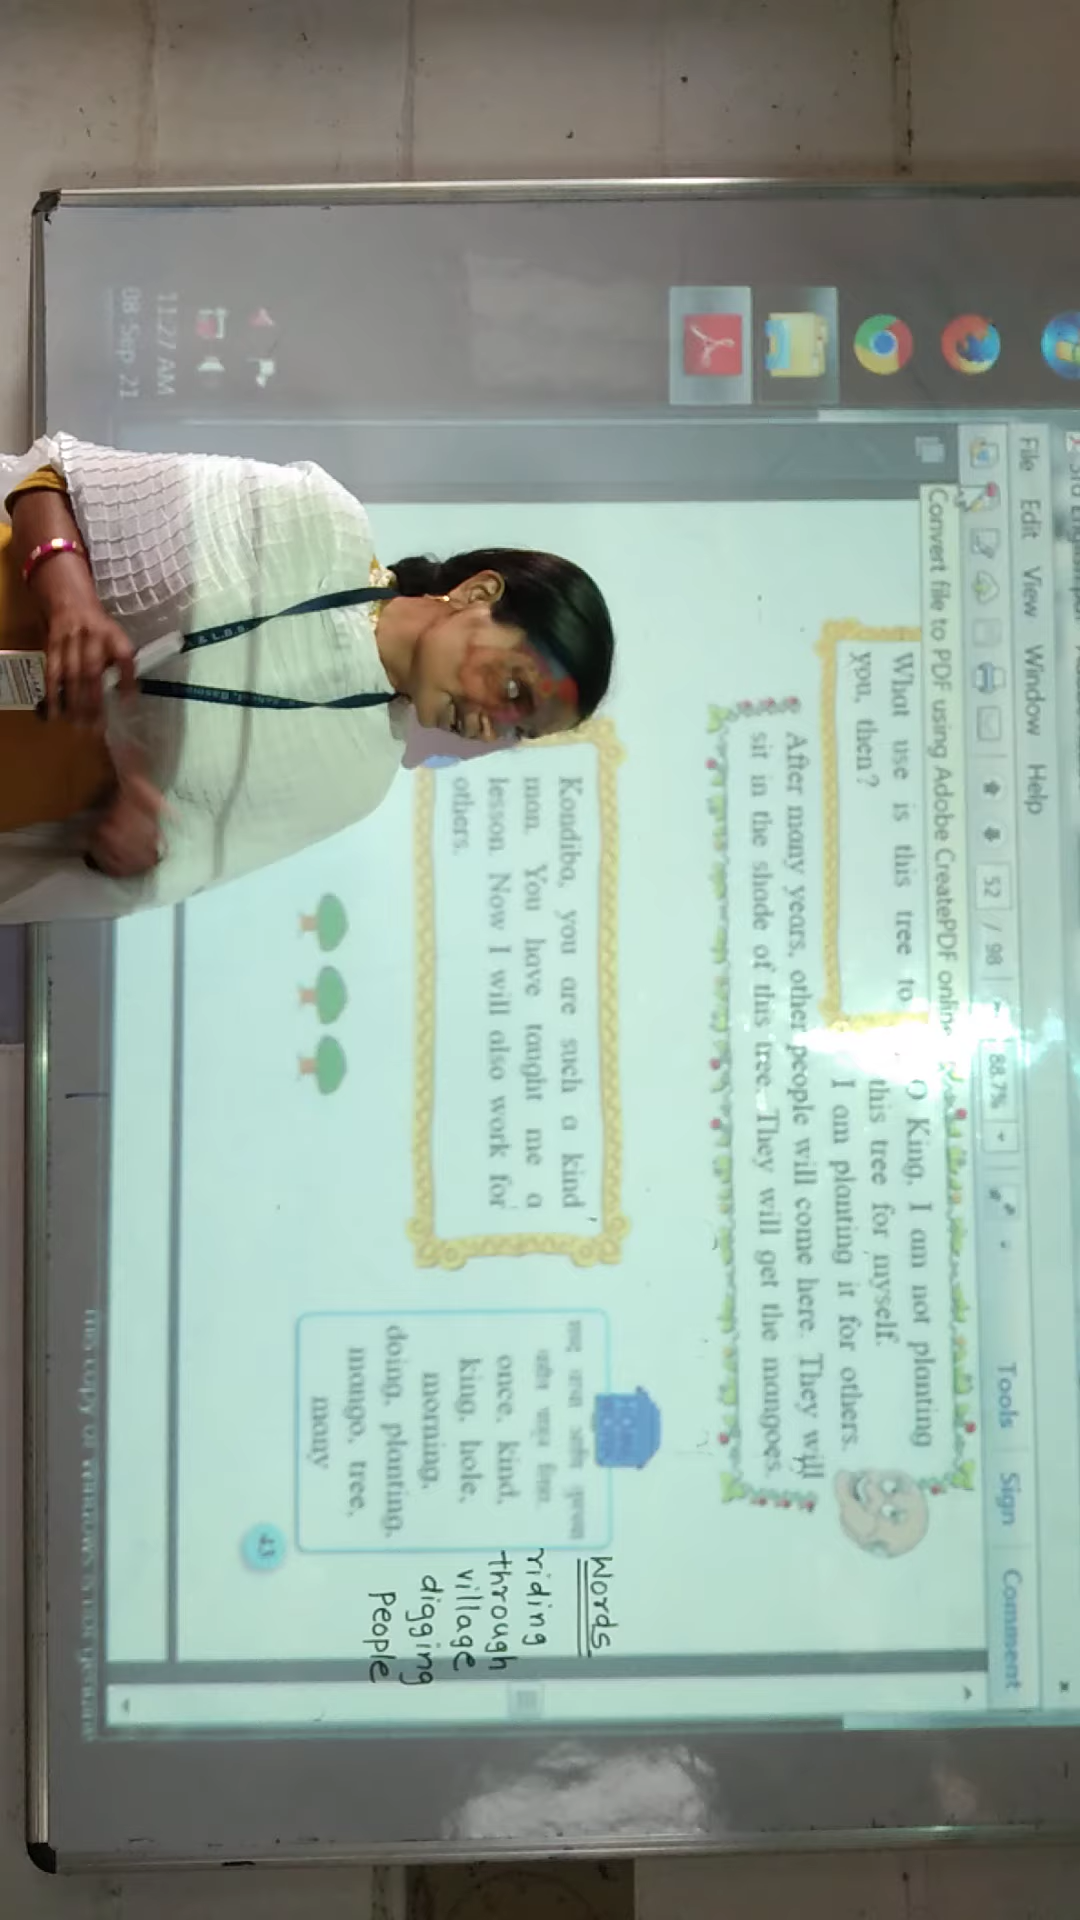 File Edit View Window Help
52 / 98
88.7%
Tools
Sign
Comment
Convert file to PDF using Adobe CreatePDF online
What use is this tree to
you, then?
O King, I am not planting
this tree for myself.
I am planting it for others.
After many years, other people will come here. They will
sit in the shade of this tree. They will get the mangoes.
Kondiba, you are such a kind
man. You have taught me a
lesson. Now I will also work for
others.
once, kind,
king, hole,
morning,
doing, planting,
mango, tree,
many
43
Words
riding
through
village
digging
People
11:27 AM
08 Sep 21